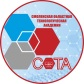 СМОЛЕНСКАЯ ОБЛАСТНАЯ
ТЕХНОЛОГИЧЕСКАЯ
АКАДЕМИЯ
СОТА